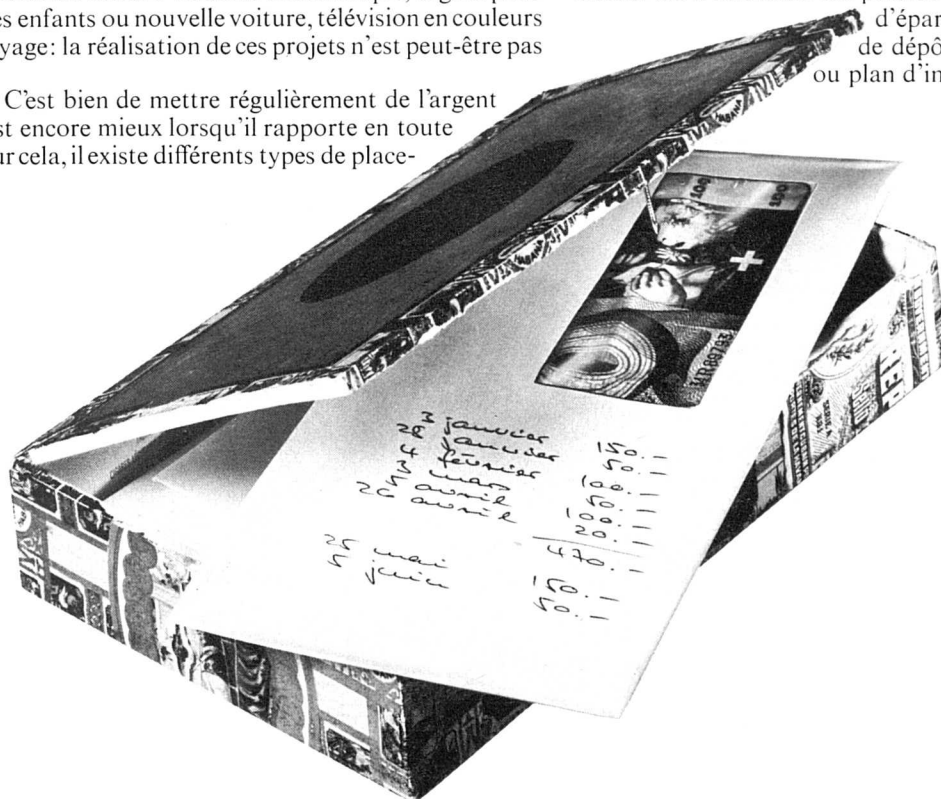 es enfants ou nouvelle voiture, télévision en couleurs
yage: la réalisation de ces projets n'est peut-être pas
C'est bien de mettre régulièrement de l'argent
st encore mieux lorsqu'il rapporte en toute
ur cela, il existe différents types de place-
d'épar
de dépô
ou plan d'in
100 100
3 janvier 150.–
28 janvier 50.–
4 février 100.–
3 mars 50.–
5 avril 100.–
26 avril 20.–
470.–
25 mai 150.–
5 juin 50.–